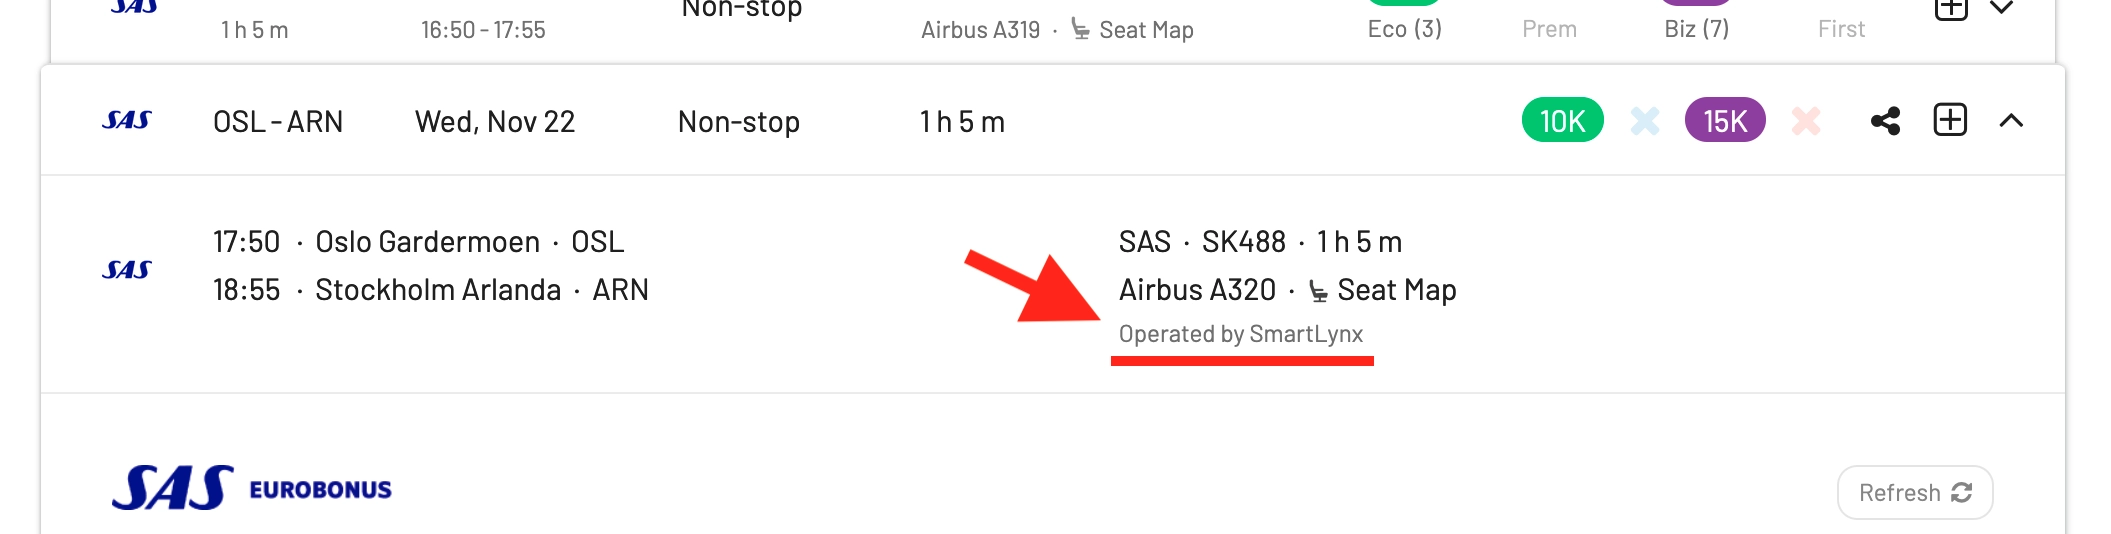 SAS
Non-stop
1 h 5 m
16:50 - 17:55
Airbus A319 · Seat Map
Eco (3)
Prem
Biz (7)
First
SAS
OSL - ARN
Wed, Nov 22
Non-stop
1 h 5 m
10K
15K
SAS
17:50 · Oslo Gardermoen · OSL
18:55 · Stockholm Arlanda · ARN
SAS · SK488 · 1 h 5 m
Airbus A320 · Seat Map
Operated by SmartLynx
SAS EUROBONUS
Refresh